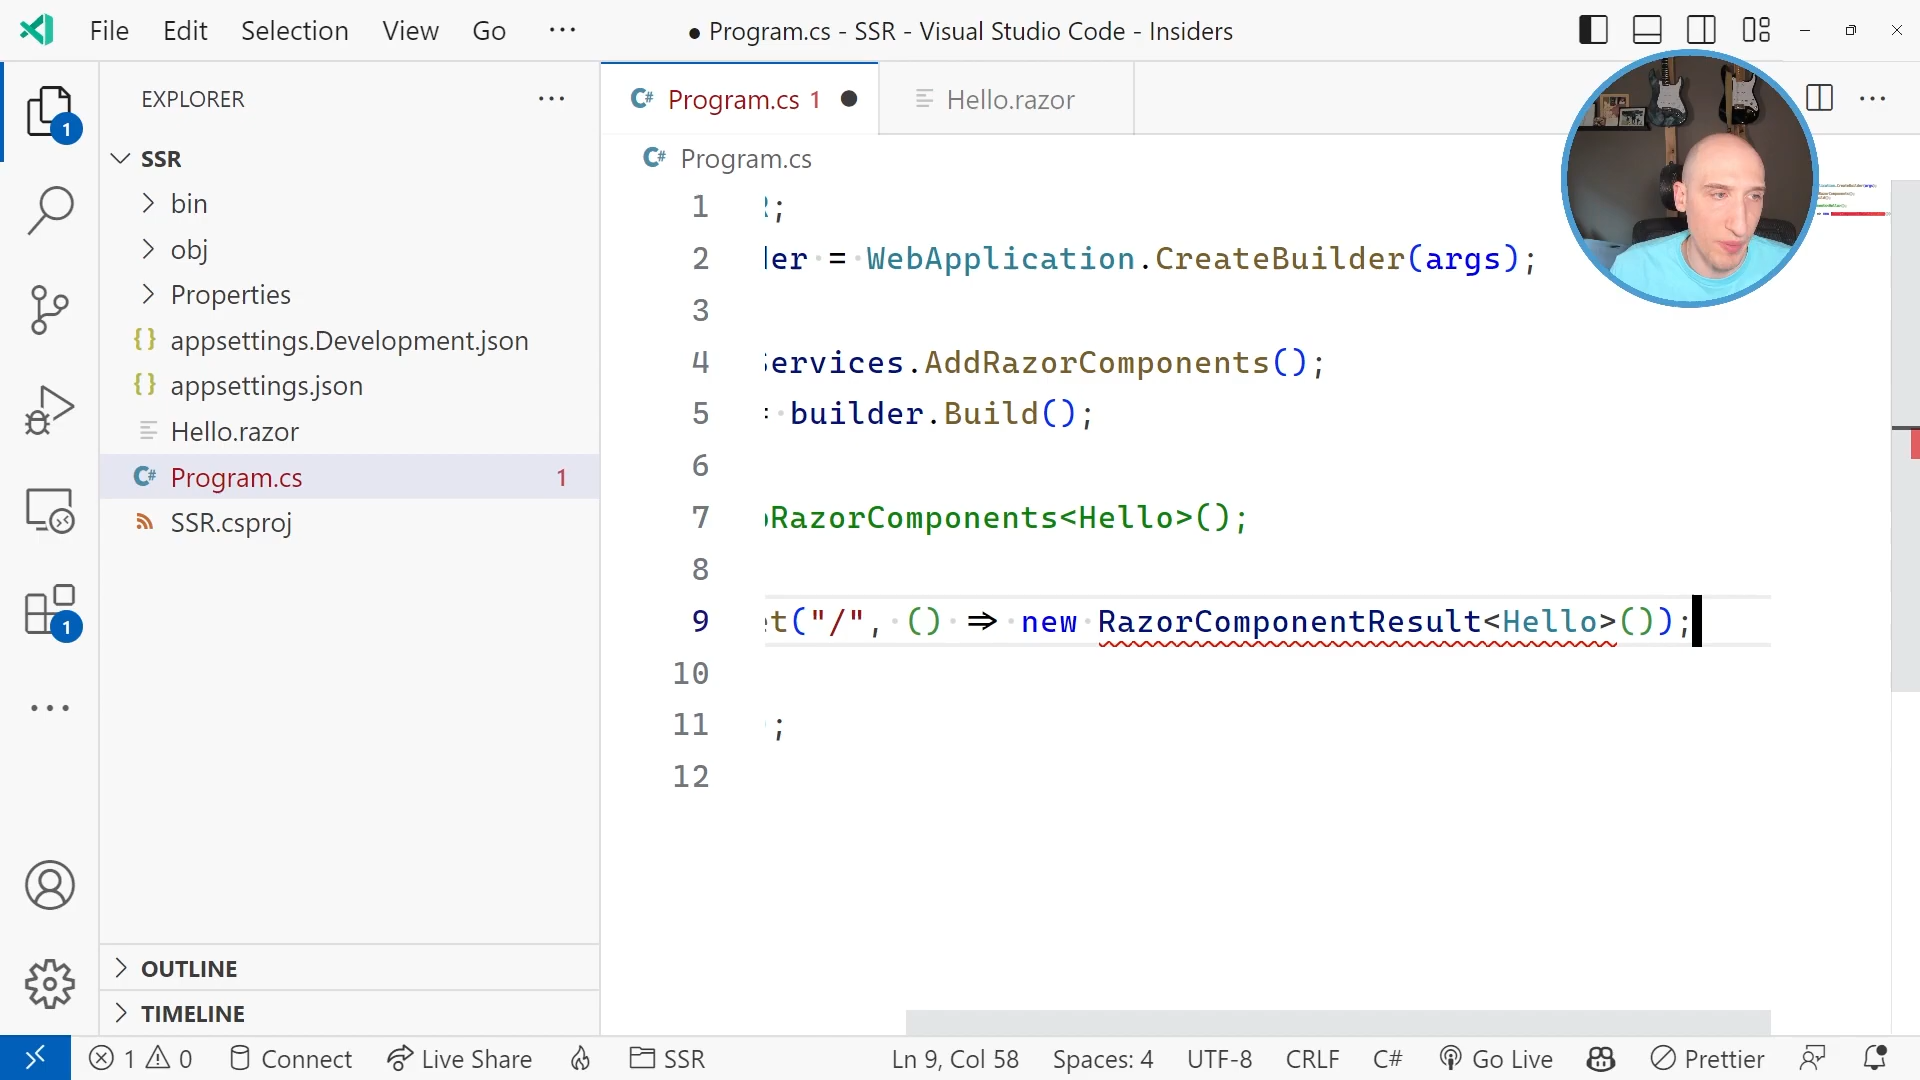 File Edit Selection View Go ···
● Program.cs - SSR - Visual Studio Code - Insiders
EXPLORER
C# Program.cs 1 ●
Hello.razor
C# Program.cs
SSR
bin
obj
Properties
{} appsettings.Development.json
{} appsettings.json
Hello.razor
C# Program.cs 1
SSR.csproj
OUTLINE
TIMELINE
1
1
1 ;
2 er = WebApplication.CreateBuilder(args);
3
4 ervices.AddRazorComponents();
5 = builder.Build();
6
7 RazorComponents<Hello>();
8
9 t("/", () => new RazorComponentResult<Hello>());
10
11 ;
12
1 0 Connect Live Share SSR Ln 9, Col 58 Spaces: 4 UTF-8 CRLF C# Go Live Prettier